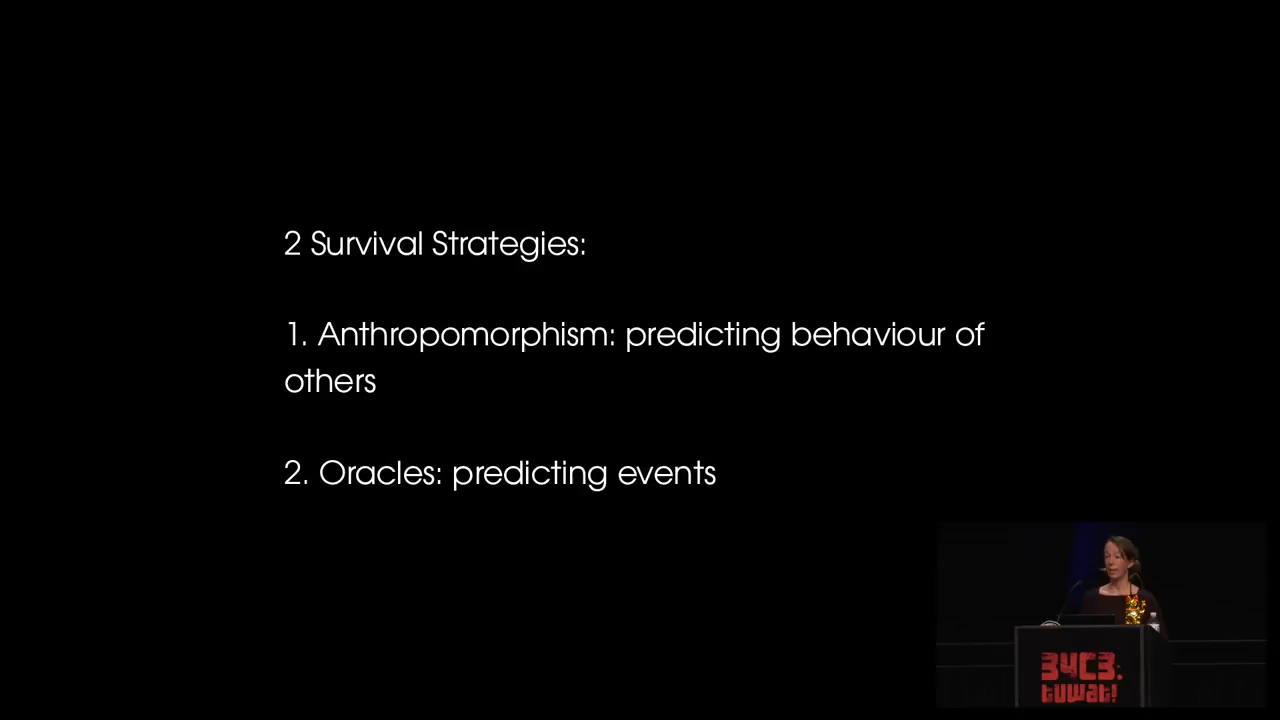 2 Survival Strategies:
1. Anthropomorphism: predicting behaviour of
others
2. Oracles: predicting events
34C3:
tuwat!